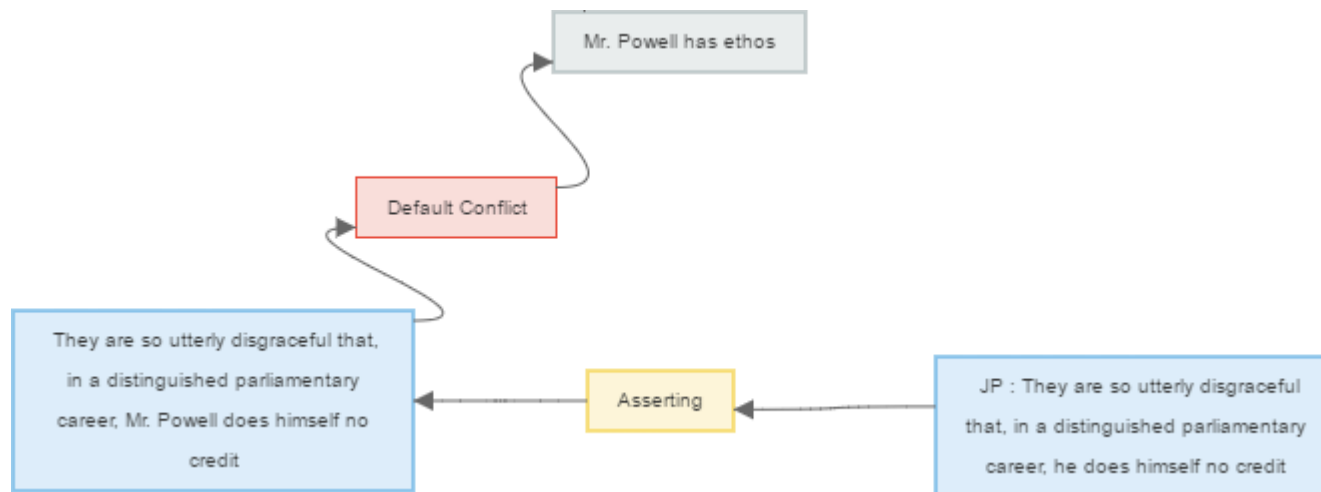 Mr. Powell has ethos
Default Conflict
They are so utterly disgraceful that,
in a distinguished parliamentary
career, Mr. Powell does himself no
credit
Asserting
JP : They are so utterly disgraceful
that, in a distinguished parliamentary
career, he does himself no credit